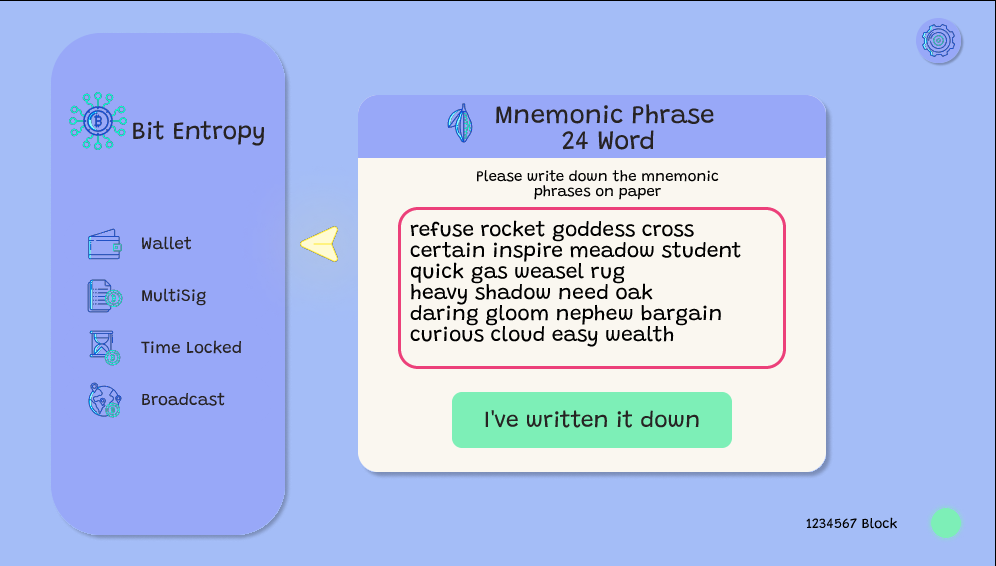 Bit Entropy
Wallet
MultiSig
Time Locked
Broadcast
Mnemonic Phrase
24 Word
Please write down the mnemonic
phrases on paper
refuse rocket goddess cross
certain inspire meadow student
quick gas weasel rug
heavy shadow need oak
daring gloom nephew bargain
curious cloud easy wealth
I've written it down
1234567 Block